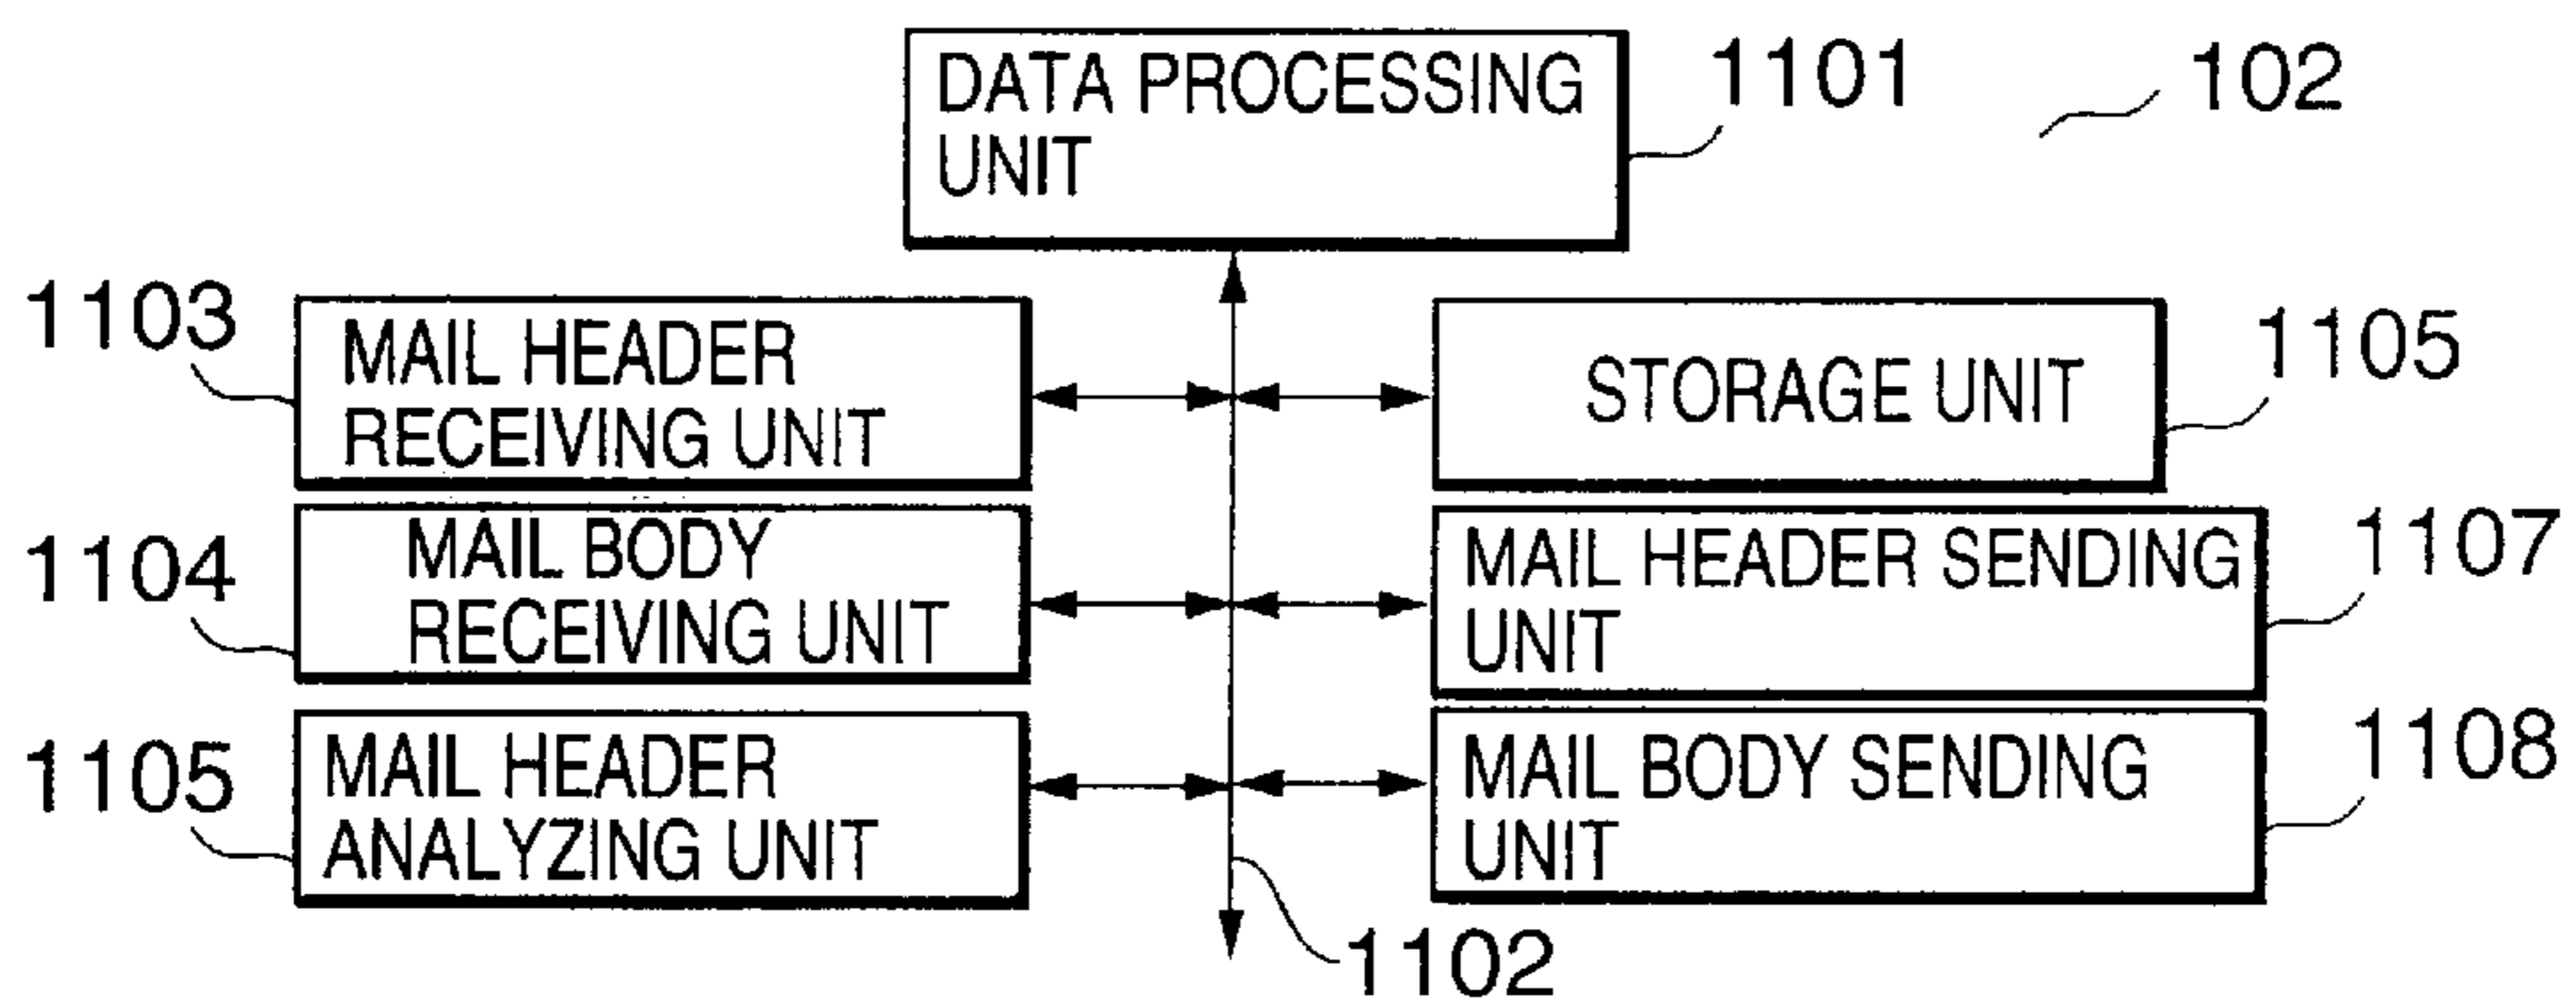 DATA PROCESSING
UNIT
1101
102
1103
MAIL HEADER
RECEIVING UNIT
STORAGE UNIT
1105
1104
MAIL BODY
RECEIVING UNIT
MAIL HEADER SENDING
UNIT
1107
1105
MAIL HEADER
ANALYZING UNIT
MAIL BODY SENDING
UNIT
1108
1102